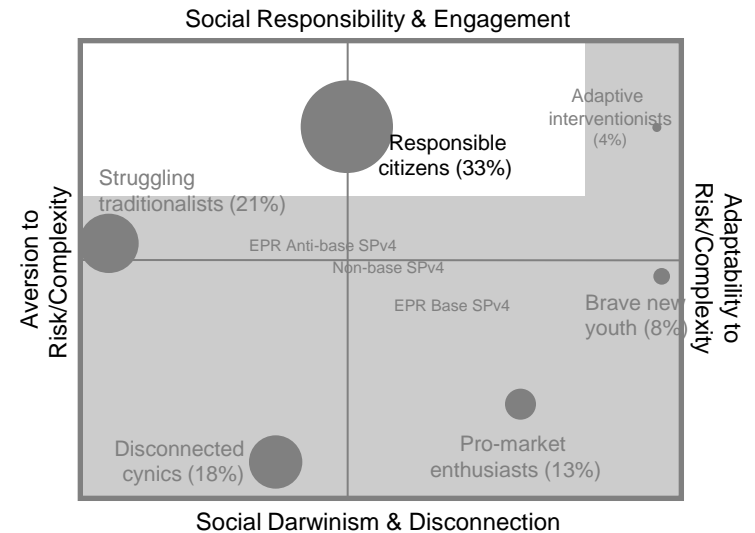 Social Responsibility & Engagement
Adaptive
interventionists
(4%)
Responsible
citizens (33%)
Struggling
traditionalists (21%)
Aversion to
Risk/Complexity
Adaptability to
Risk/Complexity
EPR Anti-base SPv4
Non-base SPv4
EPR Base SPv4
Brave new
youth (8%)
Disconnected
cynics (18%)
Pro-market
enthusiasts (13%)
Social Darwinism & Disconnection